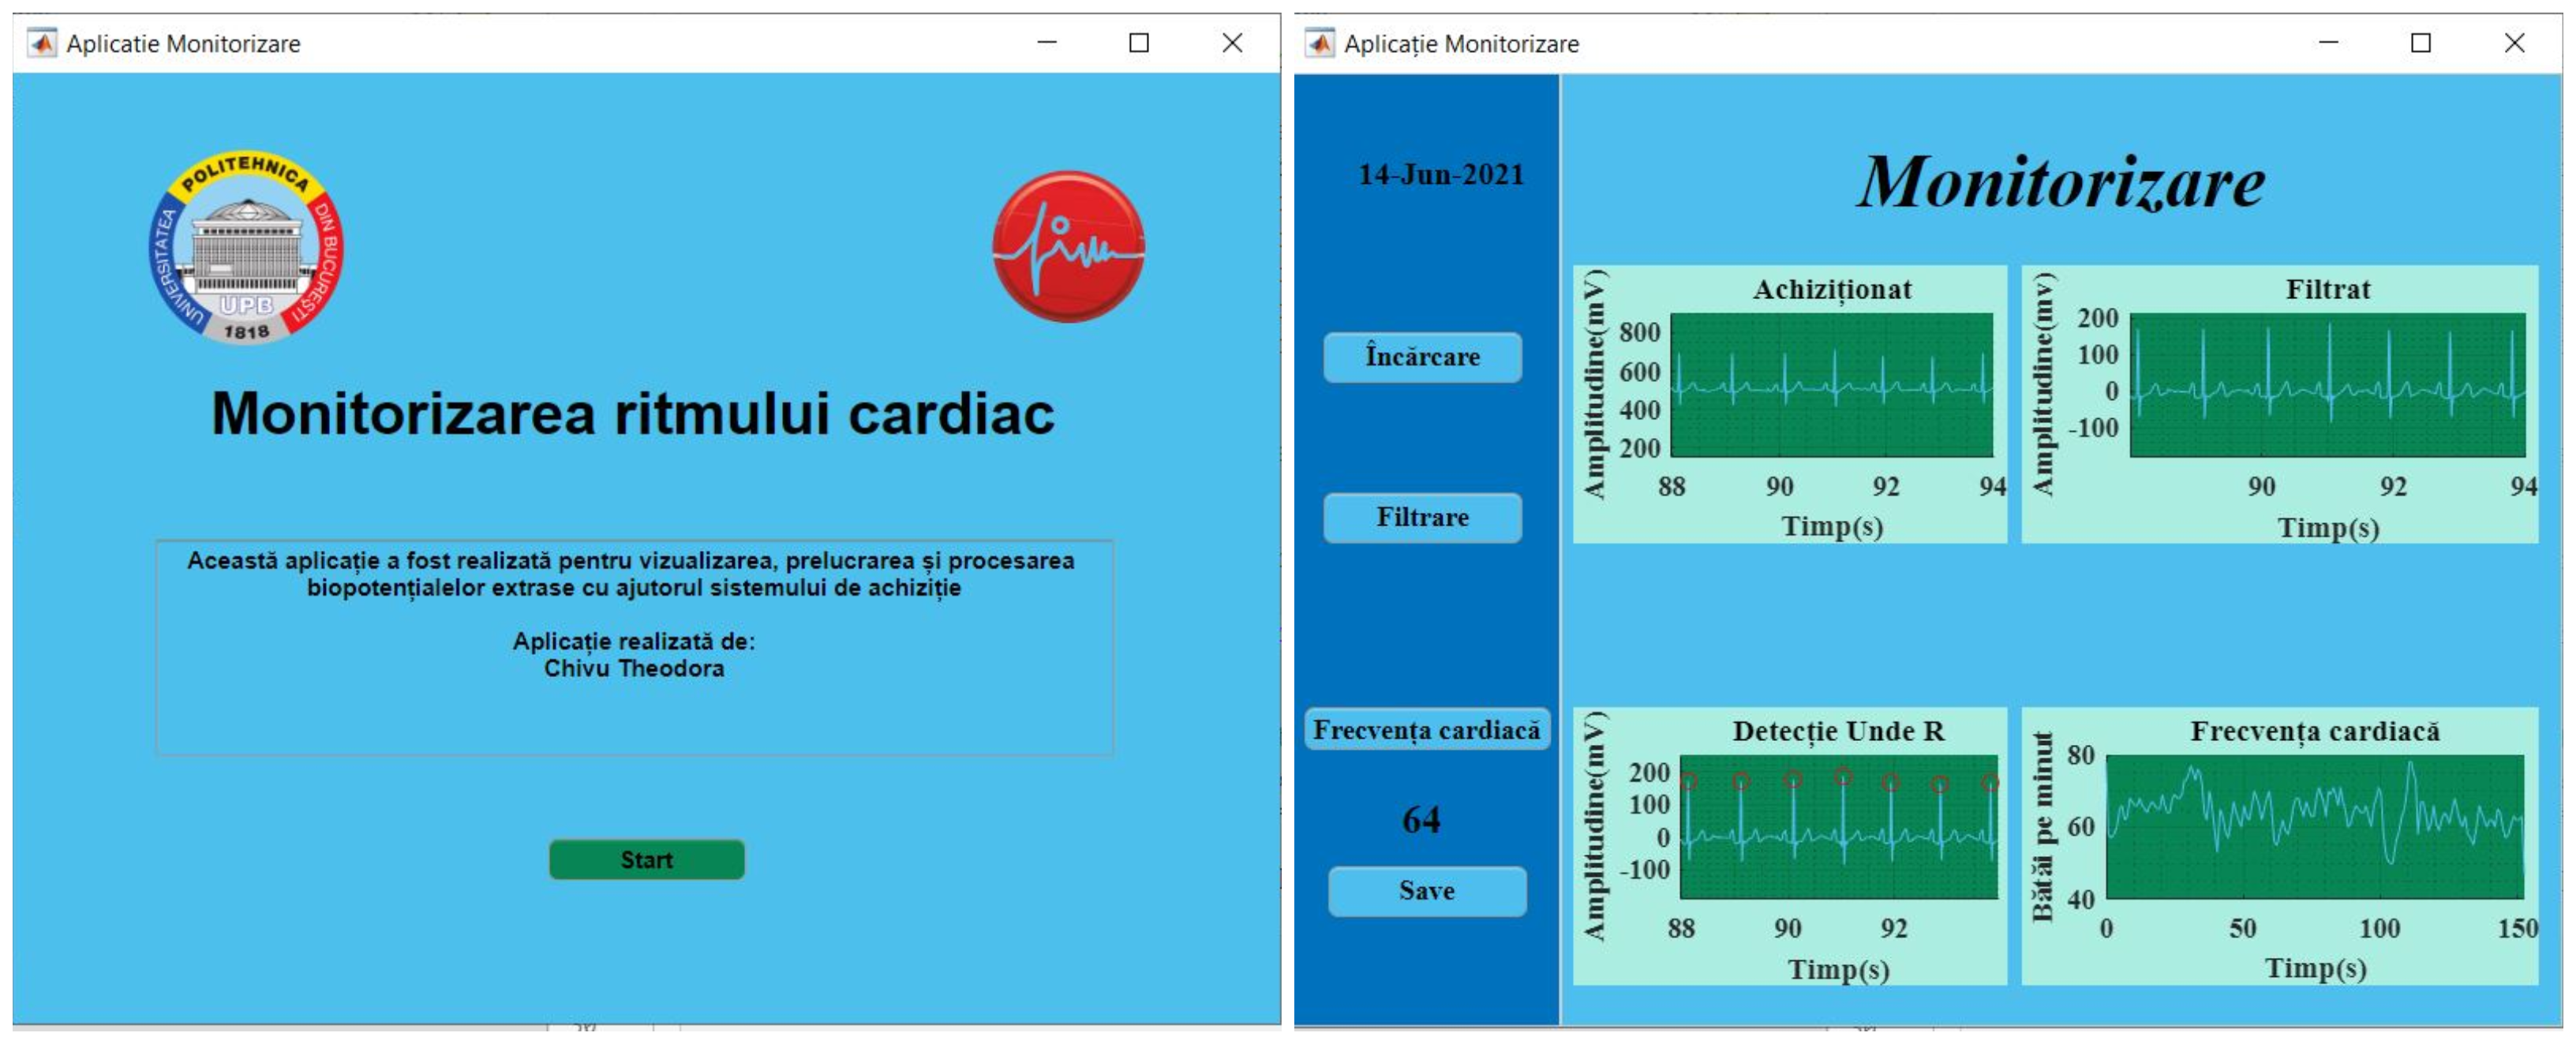 Aplicatie Monitorizare
UNIVERSITATEA POLITEHNICA DIN BUCUREȘTI
UPB
1818
fim
Monitorizarea ritmului cardiac
Această aplicație a fost realizată pentru vizualizarea, prelucrarea și procesarea
biopotențialelor extrase cu ajutorul sistemului de achiziție
Aplicație realizată de:
Chivu Theodora
Start
Aplicație Monitorizare
14-Jun-2021
Încărcare
Filtrare
Frecvența cardiacă
64
Save
Monitorizare
Achiziționat
Amplitudine(mV)
800
600
400
200
88 90 92 94
Timp(s)
Filtrat
Amplitudine(mv)
200
100
0
-100
90 92 94
Timp(s)
Detecție Unde R
Amplitudine(mV)
200
100
0
-100
88 90 92
Timp(s)
Frecvența cardiacă
Bătăi pe minut
80
60
40
0 50 100 150
Timp(s)